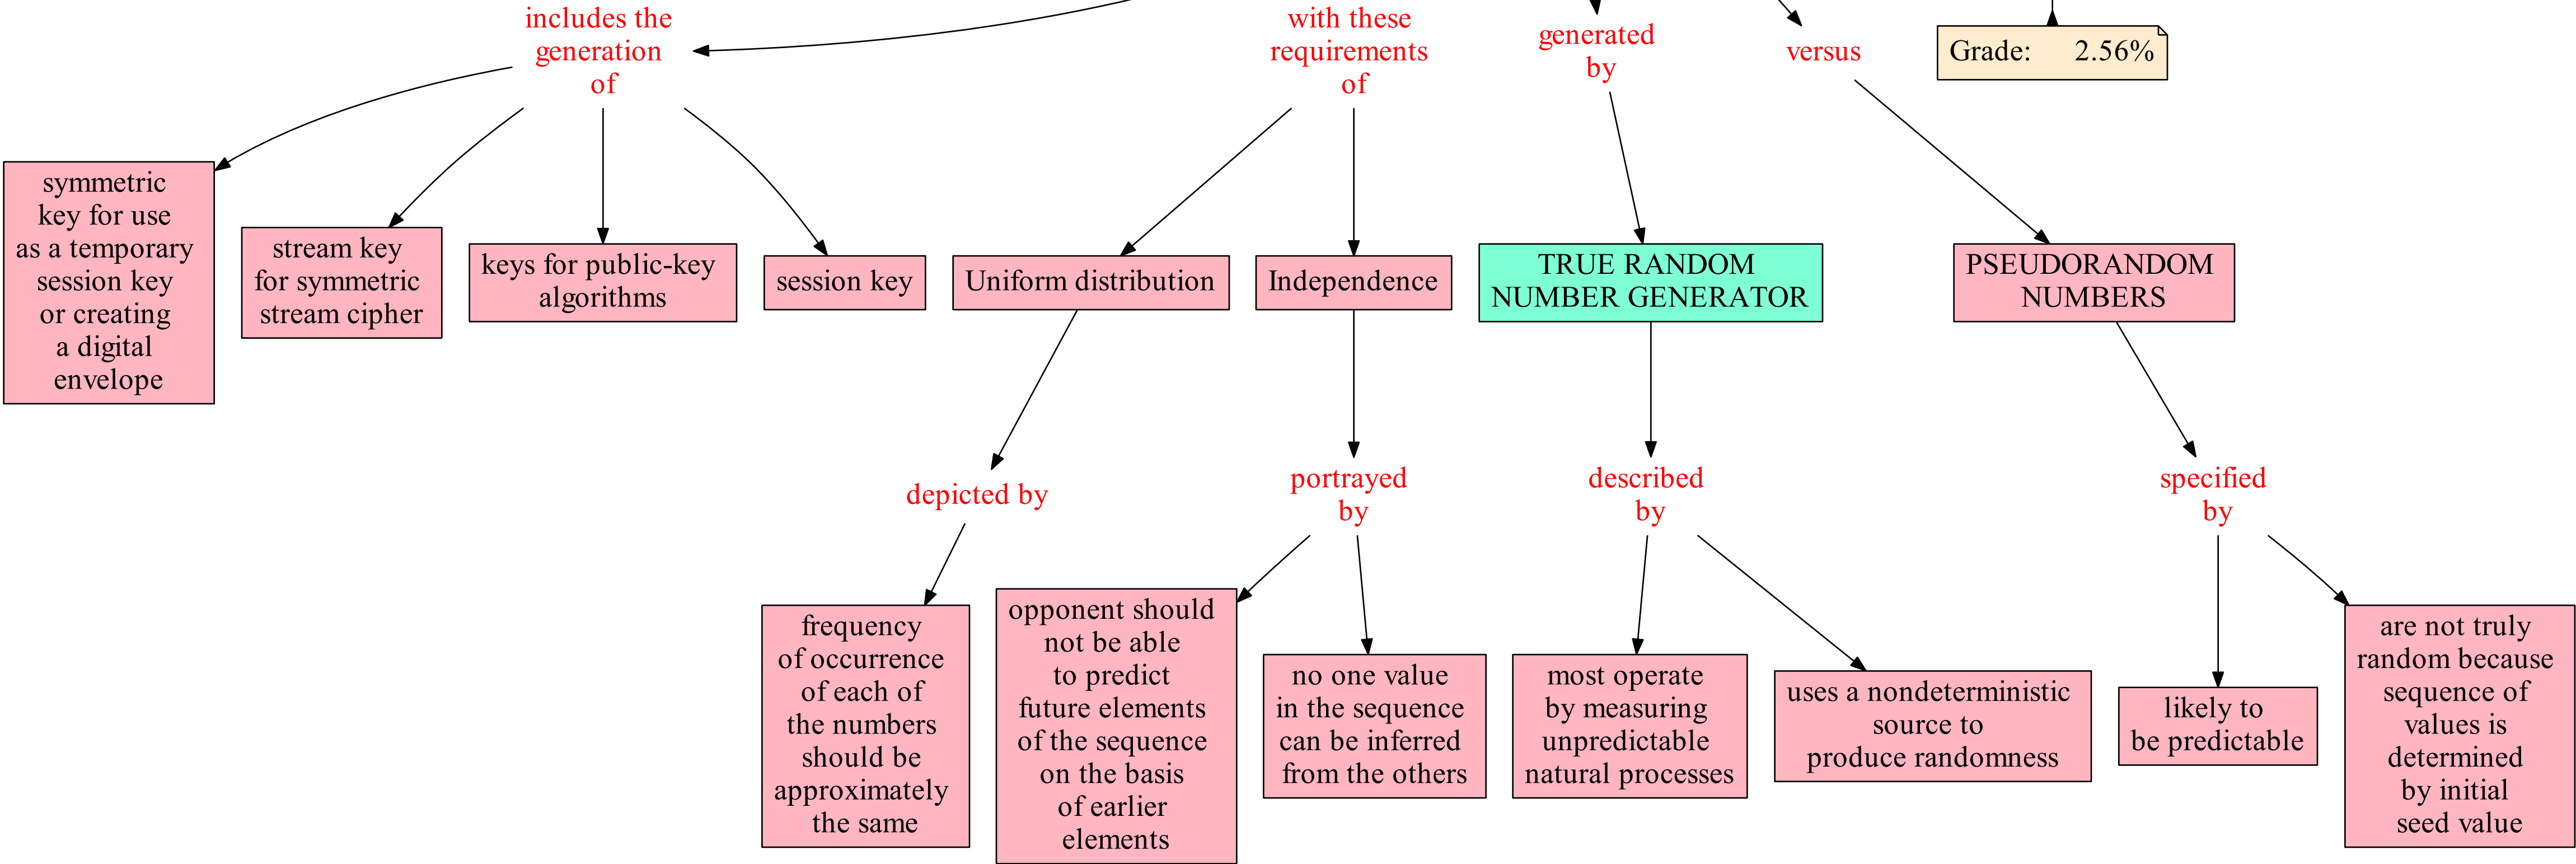 includes the
generation
of
with these
requirements
of
generated
by
versus
Grade: 2.56%
symmetric
key for use
as a temporary
session key
or creating
a digital
envelope
stream key
for symmetric
stream cipher
keys for public-key
algorithms
session key
Uniform distribution
Independence
TRUE RANDOM
NUMBER GENERATOR
PSEUDORANDOM
NUMBERS
depicted by
portrayed
by
described
by
specified
by
frequency
of occurrence
of each of
the numbers
should be
approximately
the same
opponent should
not be able
to predict
future elements
of the sequence
on the basis
of earlier
elements
no one value
in the sequence
can be inferred
from the others
most operate
by measuring
unpredictable
natural processes
uses a nondeterministic
source to
produce randomness
likely to
be predictable
are not truly
random because
sequence of
values is
determined
by initial
seed value